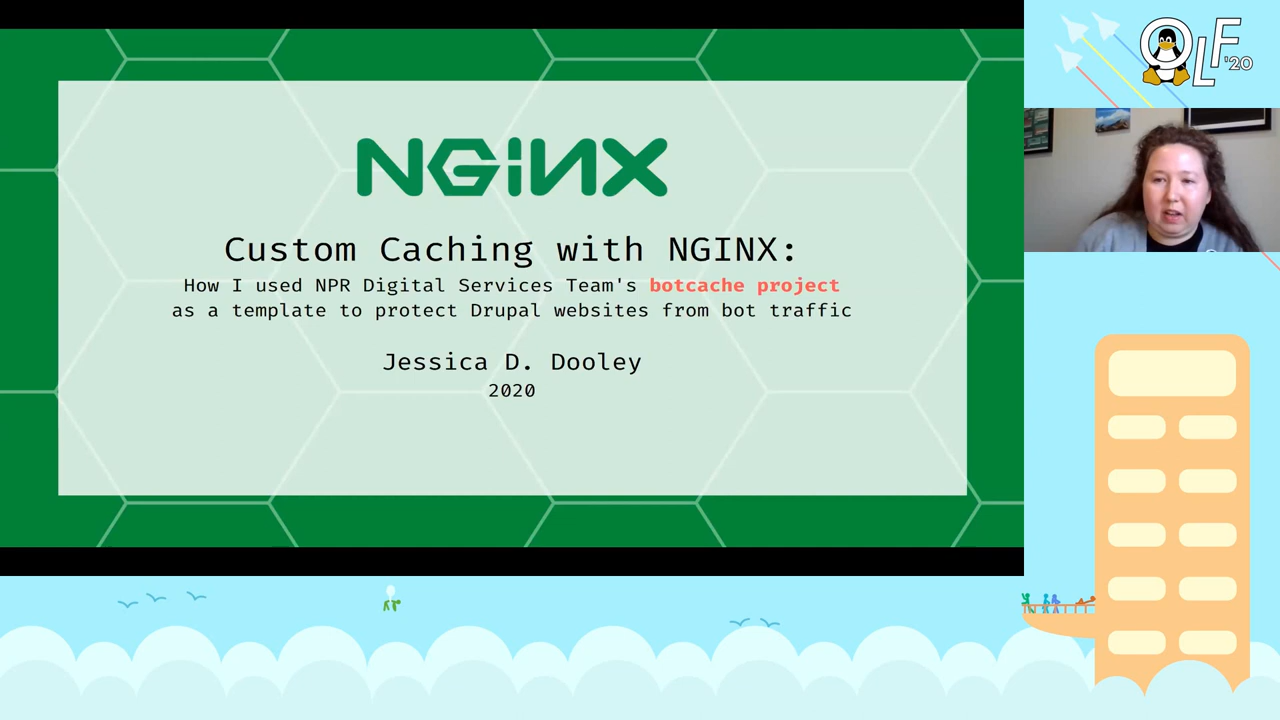 NGINX
Custom Caching with NGINX:
How I used NPR Digital Services Team's botcache project
as a template to protect Drupal websites from bot traffic
Jessica D. Dooley
2020
OLF '20